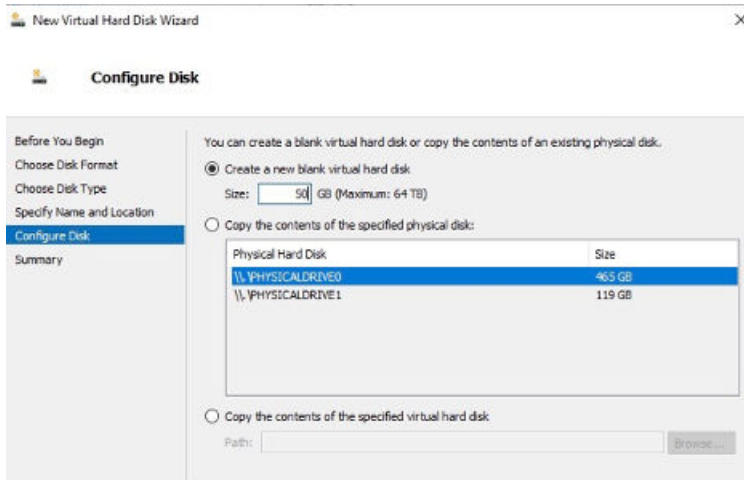 New Virtual Hard Disk Wizard
Configure Disk
Before You Begin
Choose Disk Format
Choose Disk Type
Specify Name and Location
Configure Disk
Summary
You can create a blank virtual hard disk or copy the contents of an existing physical disk.
Create a new blank virtual hard disk
Size: 50 GB (Maximum: 64 TB)
Copy the contents of the specified physical disk:
Physical Hard Disk Size
\\.\PHYSICALDRIVE0 465 GB
\\.\PHYSICALDRIVE1 119 GB
Copy the contents of the specified virtual hard disk
Path: Browse...